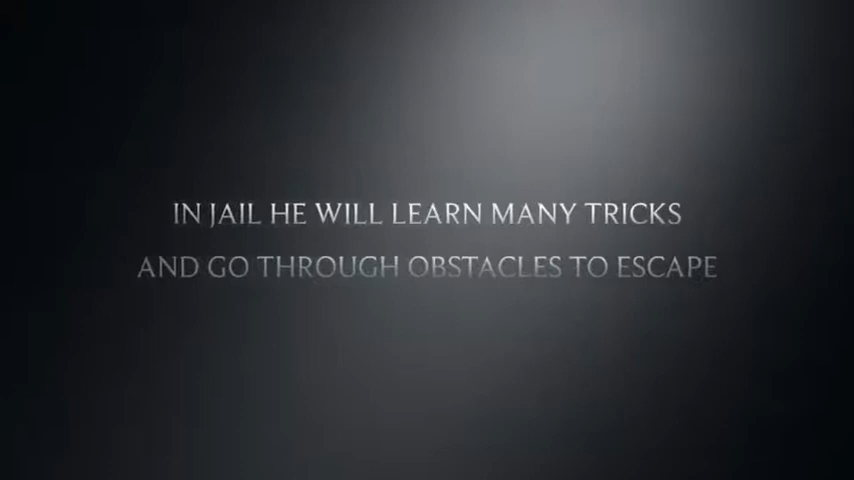 IN JAIL HE WILL LEARN MANY TRICKS
AND GO THROUGH OBSTACLES TO ESCAPE